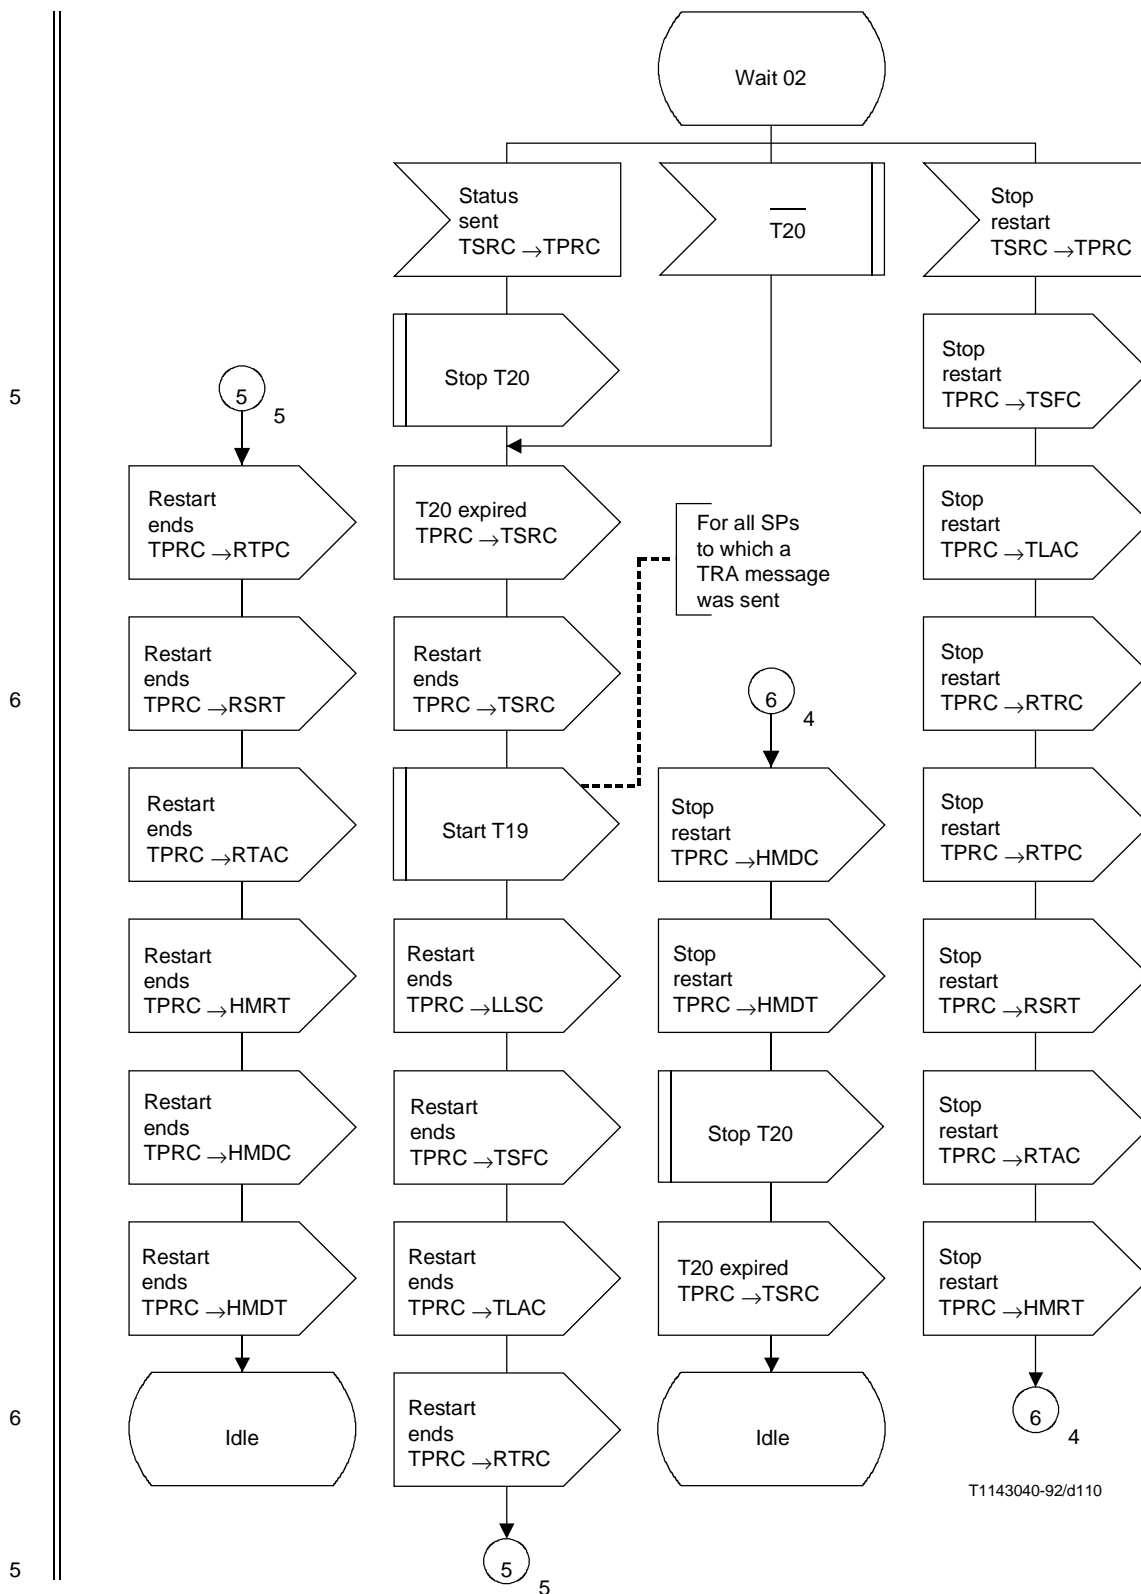 Wait 02
Status
sent
TSRC →TPRC
T20
Stop
restart
TSRC →TPRC
5
5
5
Stop T20
Stop
restart
TPRC →TSFC
Restart
ends
TPRC →RTPC
T20 expired
TPRC →TSRC
For all SPs
to which a
TRA message
was sent
Stop
restart
TPRC →TLAC
6
Restart
ends
TPRC →RSRT
Restart
ends
TPRC →TSRC
6
4
Stop
restart
TPRC →RTRC
Restart
ends
TPRC →RTAC
Start T19
Stop
restart
TPRC →HMDC
Stop
restart
TPRC →RTPC
Restart
ends
TPRC →HMRT
Restart
ends
TPRC →LLSC
Stop
restart
TPRC →HMDT
Stop
restart
TPRC →RSRT
Restart
ends
TPRC →HMDC
Restart
ends
TPRC →TSFC
Stop T20
Stop
restart
TPRC →RTAC
Restart
ends
TPRC →HMDT
Restart
ends
TPRC →TLAC
T20 expired
TPRC →TSRC
Stop
restart
TPRC →HMRT
6
Idle
Restart
ends
TPRC →RTRC
Idle
6
4
T1143040-92/d110
5
5
5